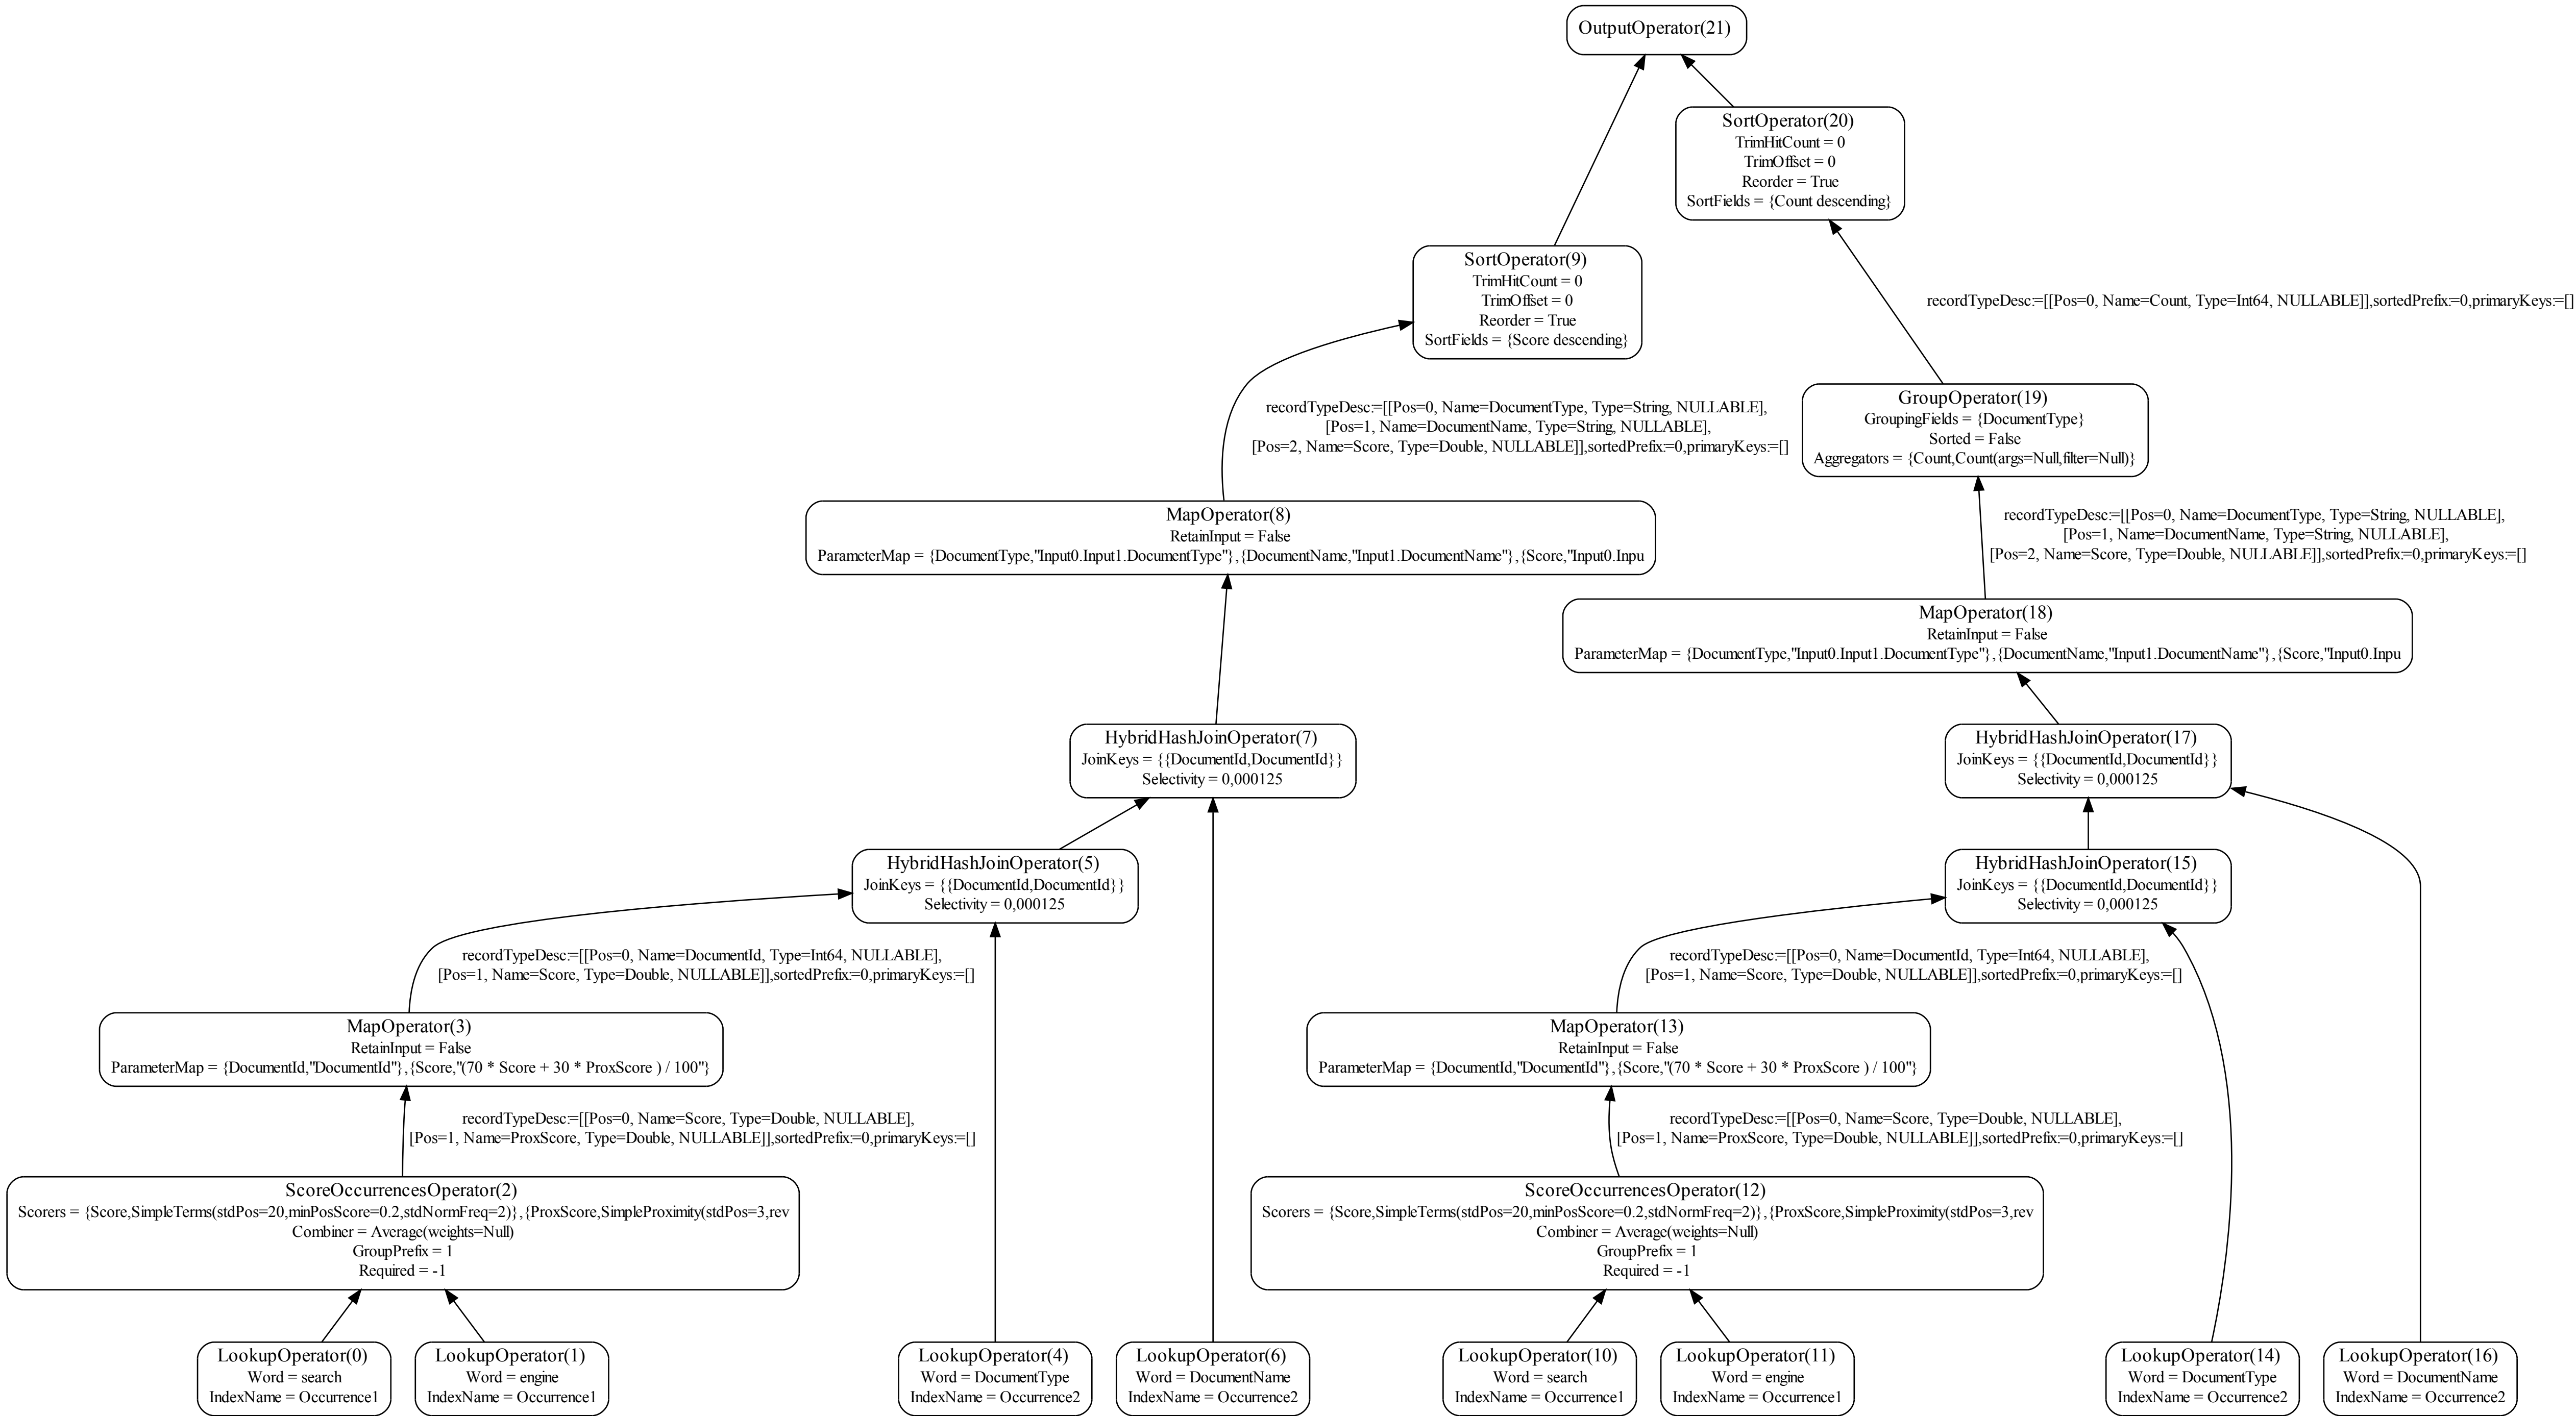 OutputOperator(21)
SortOperator(20)
TrimHitCount = 0
TrimOffset = 0
Reorder = True
SortFields = {Count descending}
SortOperator(9)
TrimHitCount = 0
TrimOffset = 0
Reorder = True
SortFields = {Score descending}
recordTypeDesc:=[[Pos=0, Name=Count, Type=Int64, NULLABLE]],sortedPrefix:=0,primaryKeys:=[]
recordTypeDesc:=[[Pos=0, Name=DocumentType, Type=String, NULLABLE],
[Pos=1, Name=DocumentName, Type=String, NULLABLE],
[Pos=2, Name=Score, Type=Double, NULLABLE]],sortedPrefix:=0,primaryKeys:=[]
GroupOperator(19)
GroupingFields = {DocumentType}
Sorted = False
Aggregators = {Count,Count(args=Null,filter=Null)}
MapOperator(8)
RetainInput = False
ParameterMap = {DocumentType,"Input0.Input1.DocumentType"},{DocumentName,"Input1.DocumentName"},{Score,"Input0.Inpu
recordTypeDesc:=[[Pos=0, Name=DocumentType, Type=String, NULLABLE],
[Pos=1, Name=DocumentName, Type=String, NULLABLE],
[Pos=2, Name=Score, Type=Double, NULLABLE]],sortedPrefix:=0,primaryKeys:=[]
MapOperator(18)
RetainInput = False
ParameterMap = {DocumentType,"Input0.Input1.DocumentType"},{DocumentName,"Input1.DocumentName"},{Score,"Input0.Inpu
HybridHashJoinOperator(7)
JoinKeys = {{DocumentId,DocumentId}}
Selectivity = 0,000125
HybridHashJoinOperator(17)
JoinKeys = {{DocumentId,DocumentId}}
Selectivity = 0,000125
HybridHashJoinOperator(5)
JoinKeys = {{DocumentId,DocumentId}}
Selectivity = 0,000125
HybridHashJoinOperator(15)
JoinKeys = {{DocumentId,DocumentId}}
Selectivity = 0,000125
recordTypeDesc:=[[Pos=0, Name=DocumentId, Type=Int64, NULLABLE],
[Pos=1, Name=Score, Type=Double, NULLABLE]],sortedPrefix:=0,primaryKeys:=[]
recordTypeDesc:=[[Pos=0, Name=DocumentId, Type=Int64, NULLABLE],
[Pos=1, Name=Score, Type=Double, NULLABLE]],sortedPrefix:=0,primaryKeys:=[]
MapOperator(3)
RetainInput = False
ParameterMap = {DocumentId,"DocumentId"},{Score,"(70 * Score + 30 * ProxScore ) / 100"}
MapOperator(13)
RetainInput = False
ParameterMap = {DocumentId,"DocumentId"},{Score,"(70 * Score + 30 * ProxScore ) / 100"}
recordTypeDesc:=[[Pos=0, Name=Score, Type=Double, NULLABLE],
[Pos=1, Name=ProxScore, Type=Double, NULLABLE]],sortedPrefix:=0,primaryKeys:=[]
recordTypeDesc:=[[Pos=0, Name=Score, Type=Double, NULLABLE],
[Pos=1, Name=ProxScore, Type=Double, NULLABLE]],sortedPrefix:=0,primaryKeys:=[]
ScoreOccurrencesOperator(2)
Scorers = {Score,SimpleTerms(stdPos=20,minPosScore=0.2,stdNormFreq=2)},{ProxScore,SimpleProximity(stdPos=3,rev
Combiner = Average(weights=Null)
GroupPrefix = 1
Required = -1
ScoreOccurrencesOperator(12)
Scorers = {Score,SimpleTerms(stdPos=20,minPosScore=0.2,stdNormFreq=2)},{ProxScore,SimpleProximity(stdPos=3,rev
Combiner = Average(weights=Null)
GroupPrefix = 1
Required = -1
LookupOperator(0)
Word = search
IndexName = Occurrence1
LookupOperator(1)
Word = engine
IndexName = Occurrence1
LookupOperator(4)
Word = DocumentType
IndexName = Occurrence2
LookupOperator(6)
Word = DocumentName
IndexName = Occurrence2
LookupOperator(10)
Word = search
IndexName = Occurrence1
LookupOperator(11)
Word = engine
IndexName = Occurrence1
LookupOperator(14)
Word = DocumentType
IndexName = Occurrence2
LookupOperator(16)
Word = DocumentName
IndexName = Occurrence2